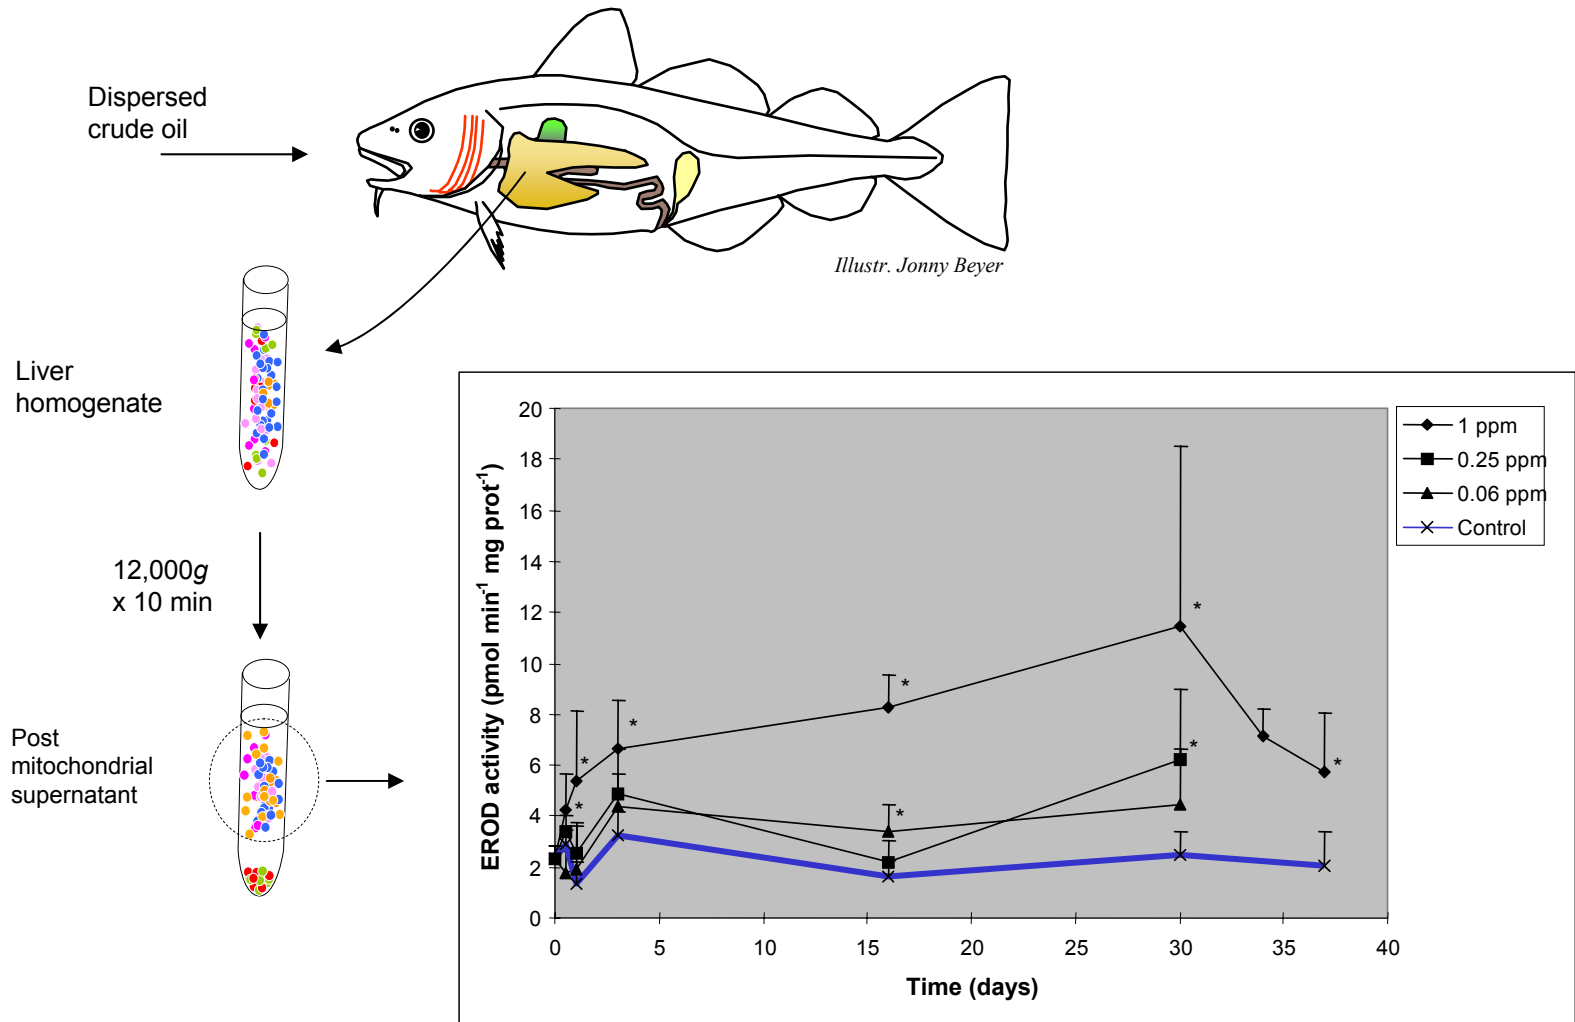 Dispersed
crude oil
Illustr. Jonny Beyer
Liver
homogenate
12,000g
x 10 min
Post
mitochondrial
supernatant
EROD activity (pmol min⁻¹ mg prot⁻¹)
20
18
16
14
12
10
8
6
4
2
0
*
*
*
*
*
*
*
*
*
0
5
10
15
20
25
30
35
40
Time (days)
1 ppm
0.25 ppm
0.06 ppm
Control